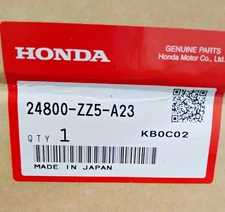 HONDA
GENUINE PARTS
Honda Motor Co., Ltd.
24800-ZZ5-A23
QTY 1
KB0C02
MADE IN JAPAN